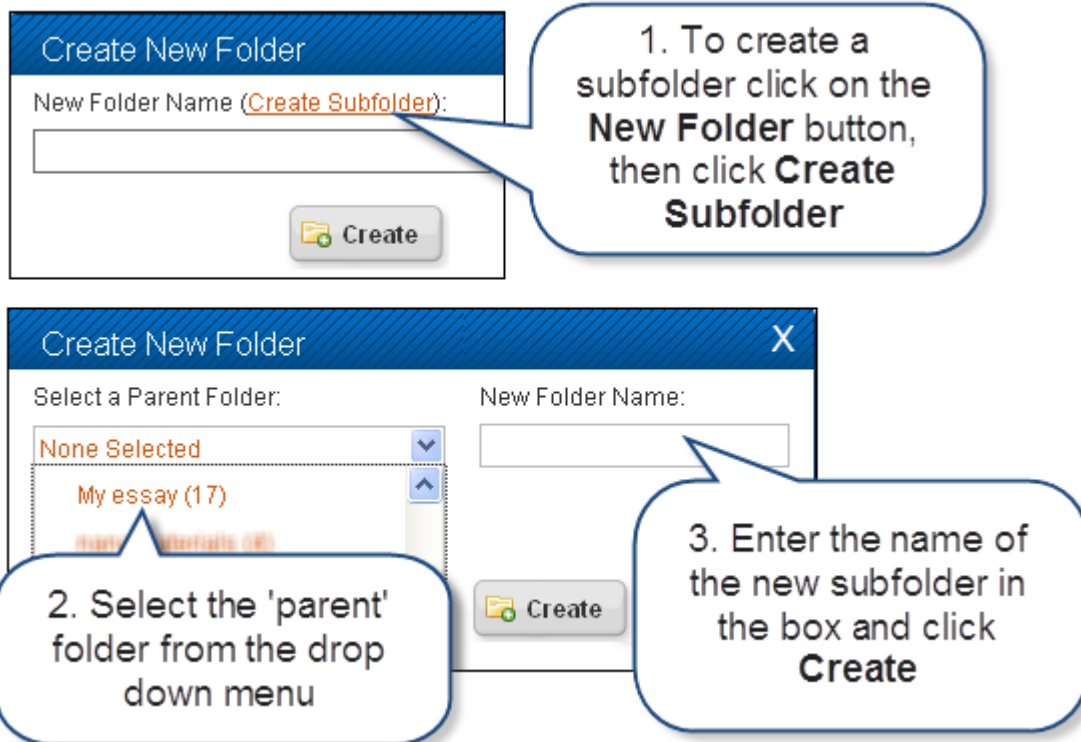 Create New Folder
New Folder Name (Create Subfolder):
Create
1. To create a
subfolder click on the
New Folder button,
then click Create
Subfolder
Create New Folder X
Select a Parent Folder:
None Selected
My essay (17)
New Folder Name:
Create
2. Select the 'parent'
folder from the drop
down menu
3. Enter the name of
the new subfolder in
the box and click
Create